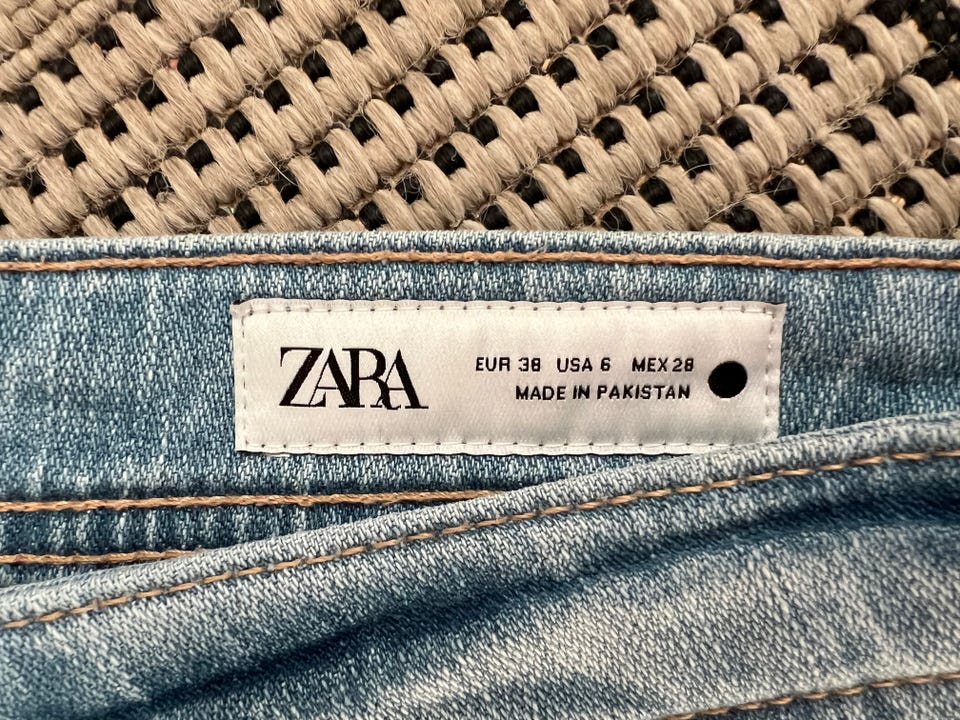 ZARA
EUR 38 USA 6 MEX 28
MADE IN PAKISTAN